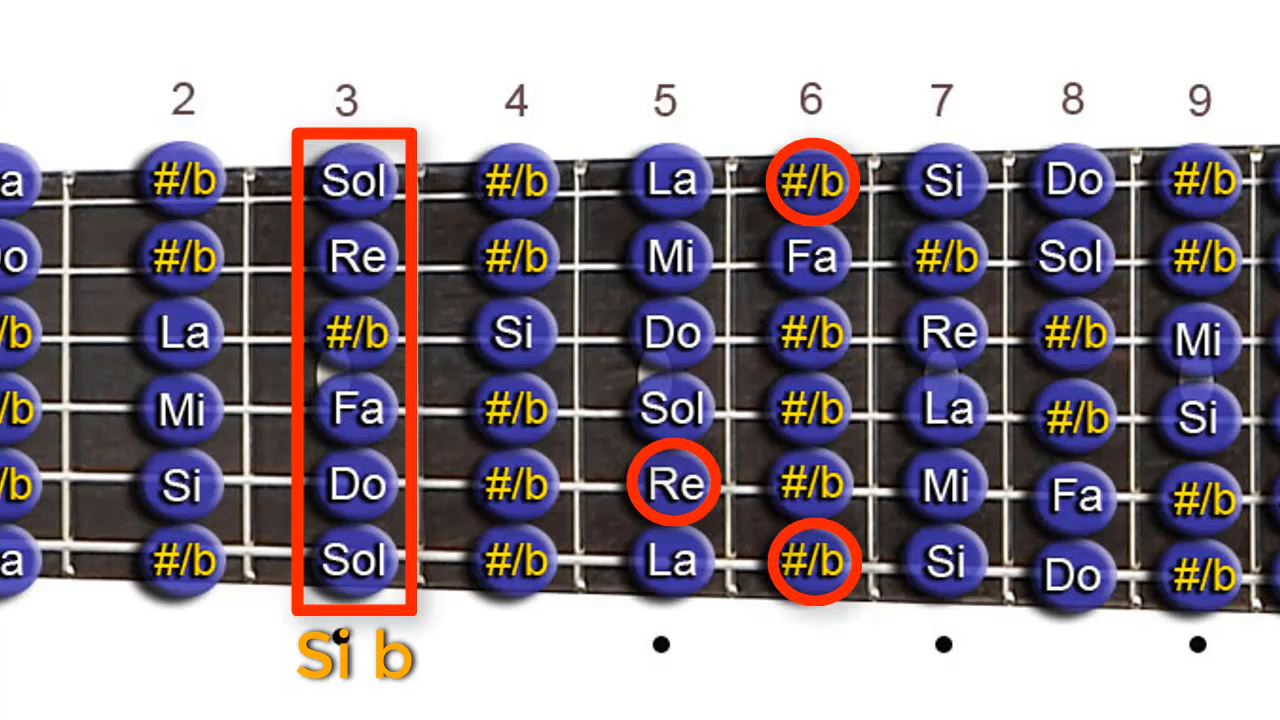 2 3 4 5 6 7 8 9
a #/b Sol #/b La #/b Si Do #/b
Do #/b Re #/b Mi Fa #/b Sol #/b
/b La #/b Si Do #/b Re #/b Mi
/b Mi Fa #/b Sol #/b La #/b Si
/b Si Do #/b Re #/b Mi Fa #/b
a #/b Sol #/b La #/b Si Do #/b
Si b